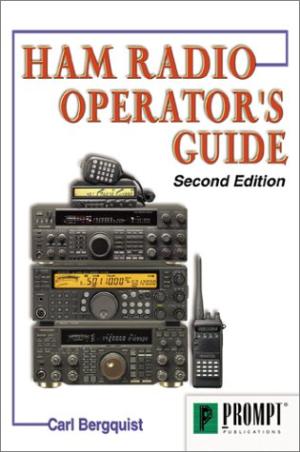 HAM RADIO
OPERATOR'S
GUIDE
Second Edition
Carl Bergquist
PROMPT®
PUBLICATIONS